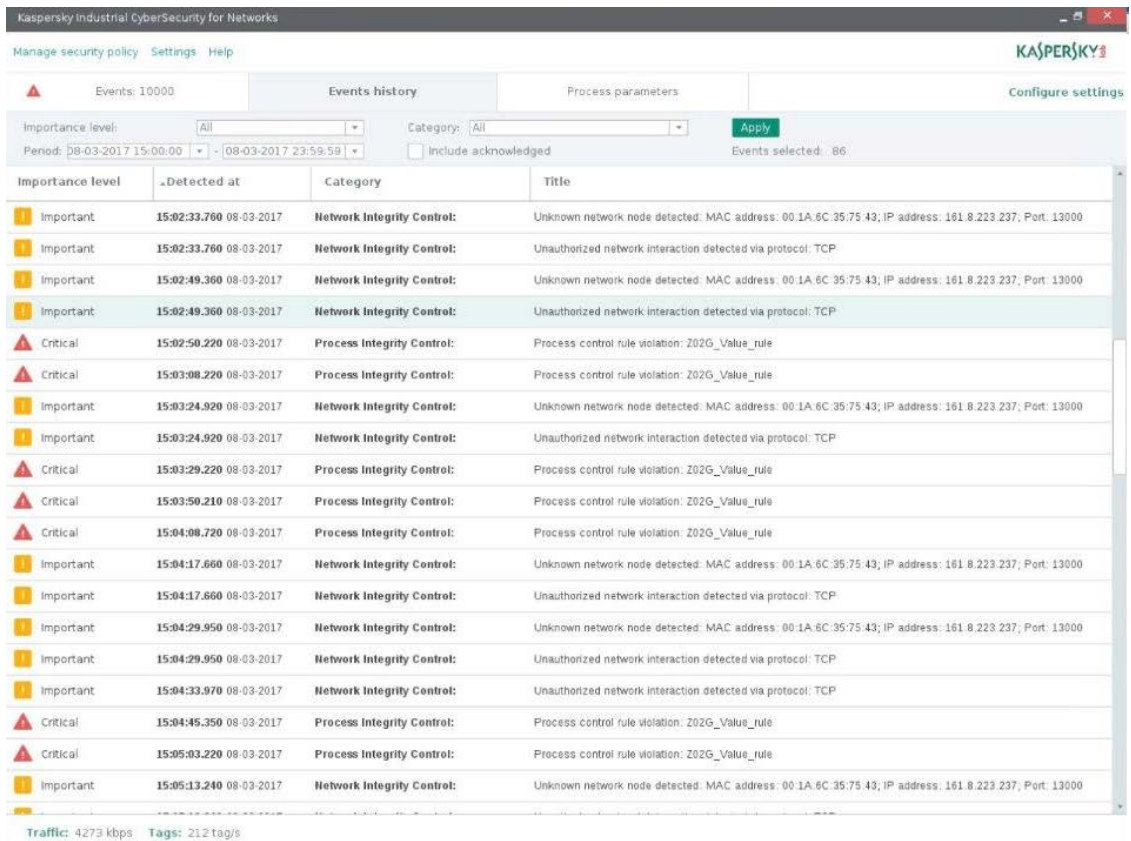 Kaspersky Industrial CyberSecurity for Networks
Manage security policy Settings Help
KASPERSKY lab
Events: 10000 Events history Process parameters Configure settings
Importance level: All Category: All Apply
Period: 08-03-2017 15:00:00 - 08-03-2017 23:59:59 Include acknowledged Events selected: 86
Importance level Detected at Category Title
Important 15:02:33.760 08-03-2017 Network Integrity Control: Unknown network node detected: MAC address: 00:1A:6C:35:75:43; IP address: 161.8.223.237; Port: 13000
Important 15:02:33.760 08-03-2017 Network Integrity Control: Unauthorized network interaction detected via protocol: TCP
Important 15:02:49.360 08-03-2017 Network Integrity Control: Unknown network node detected: MAC address: 00:1A:6C:35:75:43; IP address: 161.8.223.237; Port: 13000
Important 15:02:49.360 08-03-2017 Network Integrity Control: Unauthorized network interaction detected via protocol: TCP
Critical 15:02:50.220 08-03-2017 Process Integrity Control: Process control rule violation: Z02G_Value_rule
Critical 15:03:08.220 08-03-2017 Process Integrity Control: Process control rule violation: Z02G_Value_rule
Important 15:03:24.920 08-03-2017 Network Integrity Control: Unknown network node detected: MAC address: 00:1A:6C:35:75:43; IP address: 161.8.223.237; Port: 13000
Important 15:03:24.920 08-03-2017 Network Integrity Control: Unauthorized network interaction detected via protocol: TCP
Critical 15:03:29.220 08-03-2017 Process Integrity Control: Process control rule violation: Z02G_Value_rule
Critical 15:03:50.210 08-03-2017 Process Integrity Control: Process control rule violation: Z02G_Value_rule
Critical 15:04:08.720 08-03-2017 Process Integrity Control: Process control rule violation: Z02G_Value_rule
Important 15:04:17.660 08-03-2017 Network Integrity Control: Unknown network node detected: MAC address: 00:1A:6C:35:75:43; IP address: 161.8.223.237; Port: 13000
Important 15:04:17.660 08-03-2017 Network Integrity Control: Unauthorized network interaction detected via protocol: TCP
Important 15:04:29.950 08-03-2017 Network Integrity Control: Unknown network node detected: MAC address: 00:1A:6C:35:75:43; IP address: 161.8.223.237; Port: 13000
Important 15:04:29.950 08-03-2017 Network Integrity Control: Unauthorized network interaction detected via protocol: TCP
Important 15:04:33.970 08-03-2017 Network Integrity Control: Unauthorized network interaction detected via protocol: TCP
Critical 15:04:45.350 08-03-2017 Process Integrity Control: Process control rule violation: Z02G_Value_rule
Critical 15:05:03.220 08-03-2017 Process Integrity Control: Process control rule violation: Z02G_Value_rule
Important 15:05:13.240 08-03-2017 Network Integrity Control: Unknown network node detected: MAC address: 00:1A:6C:35:75:43; IP address: 161.8.223.237; Port: 13000
Traffic: 4273 kbps Tags: 212 tag/s